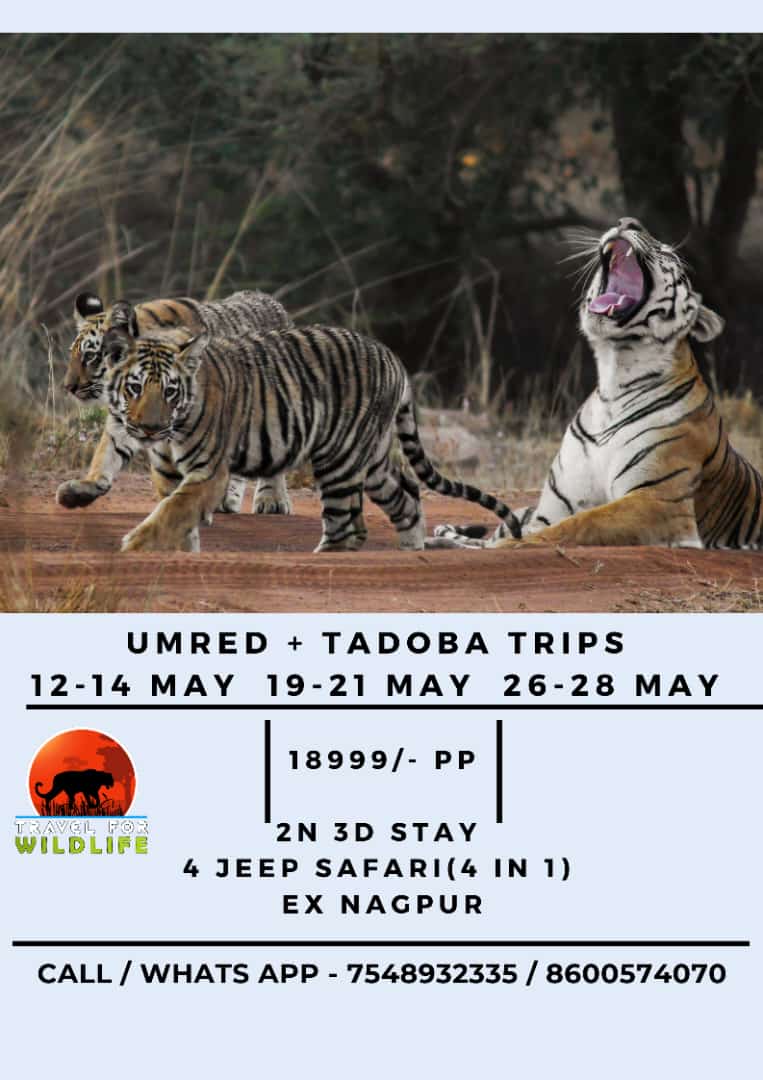 UMRED + TADOBA TRIPS
12-14 MAY 19-21 MAY 26-28 MAY
18999/- PP
TRAVEL FOR
WILDLIFE
2N 3D STAY
4 JEEP SAFARI(4 IN 1)
EX NAGPUR
CALL / WHATS APP - 7548932335 / 8600574070